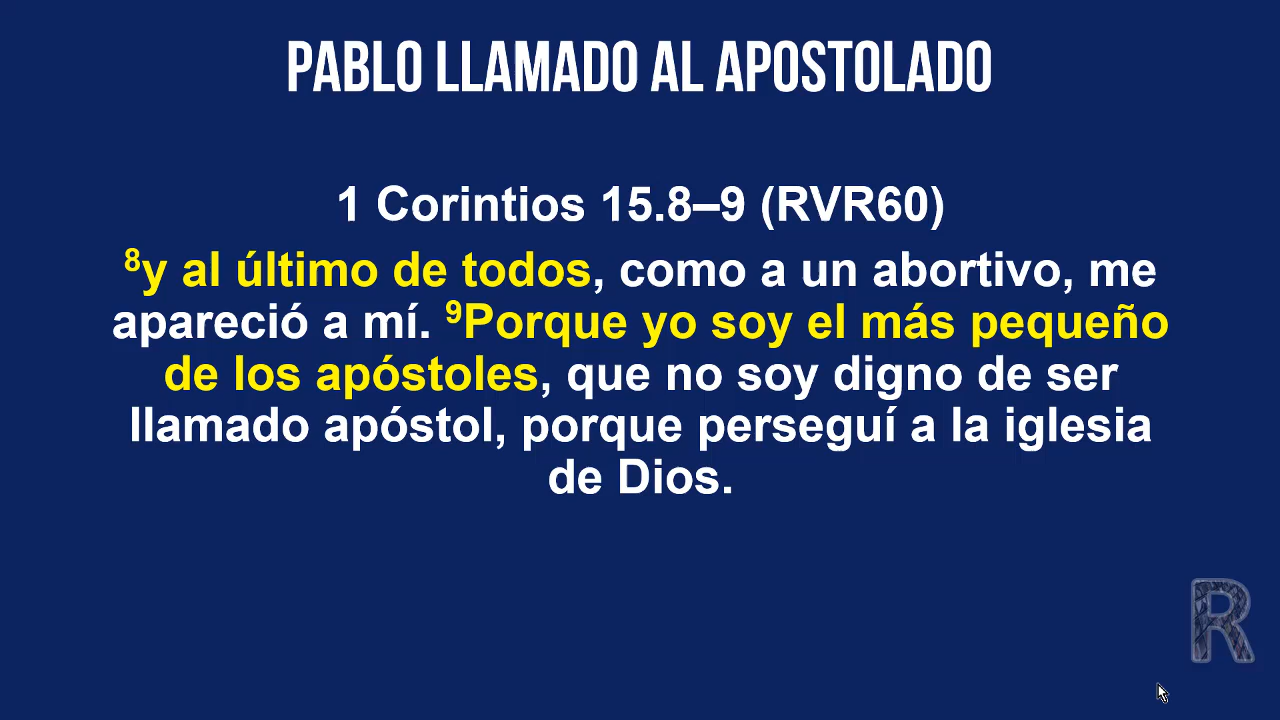 PABLO LLAMADO AL APOSTOLADO
1 Corintios 15.8–9 (RVR60)
⁸y al último de todos, como a un abortivo, me
apareció a mí. ⁹Porque yo soy el más pequeño
de los apóstoles, que no soy digno de ser
llamado apóstol, porque perseguí a la iglesia
de Dios.
R